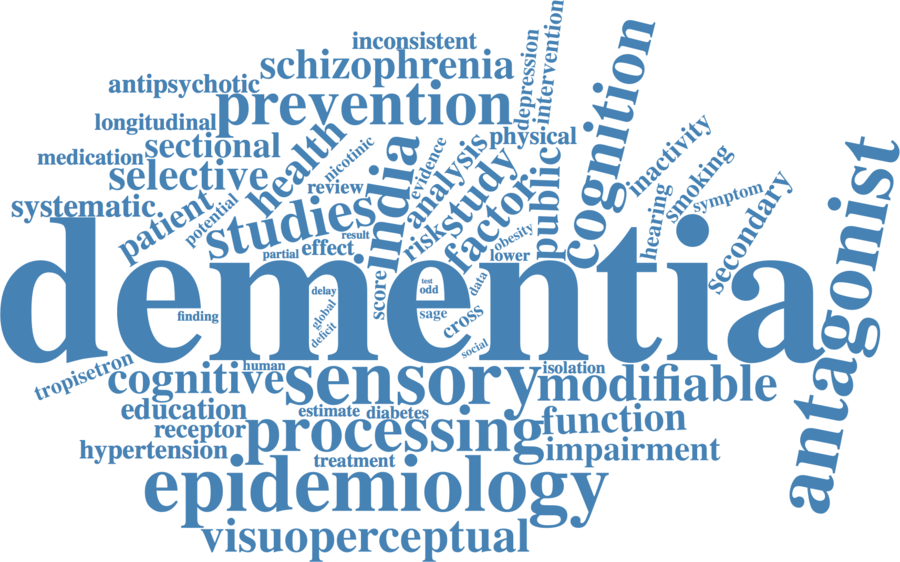 inconsistent
schizophrenia
antipsychotic
prevention
depression
intervention
cognition
longitudinal
sectional
health
nicotinic
india
evidence
analysis
physical
inactivity
medication
selective
review
study
public
smoking
systematic
patient
potential
studies
result
risk
factor
obesity
hearing
symptom
secondary
antagonist
partial
effect
lower
dementia
finding
delay
global
deficit
score
test
odd
sage
data
cross
social
tropisetron
cognitive
human
sensory
isolation
modifiable
education
estimate
diabetes
function
receptor
processing
hypertension
treatment
impairment
epidemiology
visuoperceptual